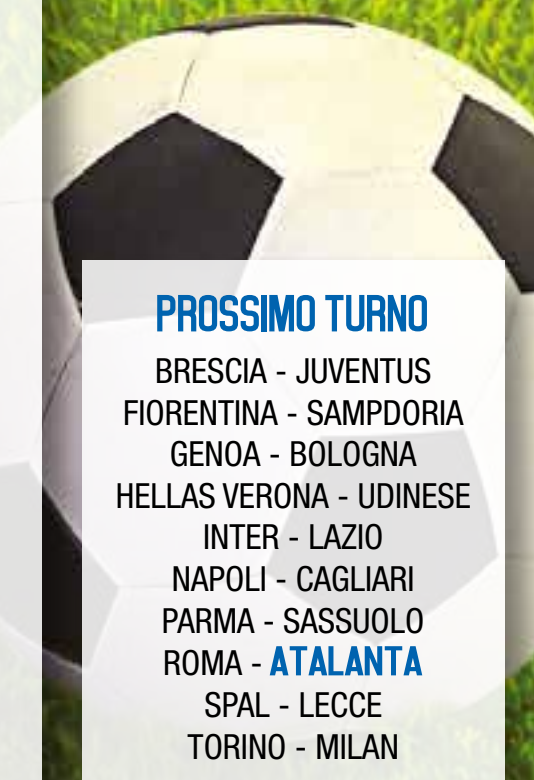 PROSSIMO TURNO
BRESCIA - JUVENTUS
FIORENTINA - SAMPDORIA
GENOA - BOLOGNA
HELLAS VERONA - UDINESE
INTER - LAZIO
NAPOLI - CAGLIARI
PARMA - SASSUOLO
ROMA - ATALANTA
SPAL - LECCE
TORINO - MILAN